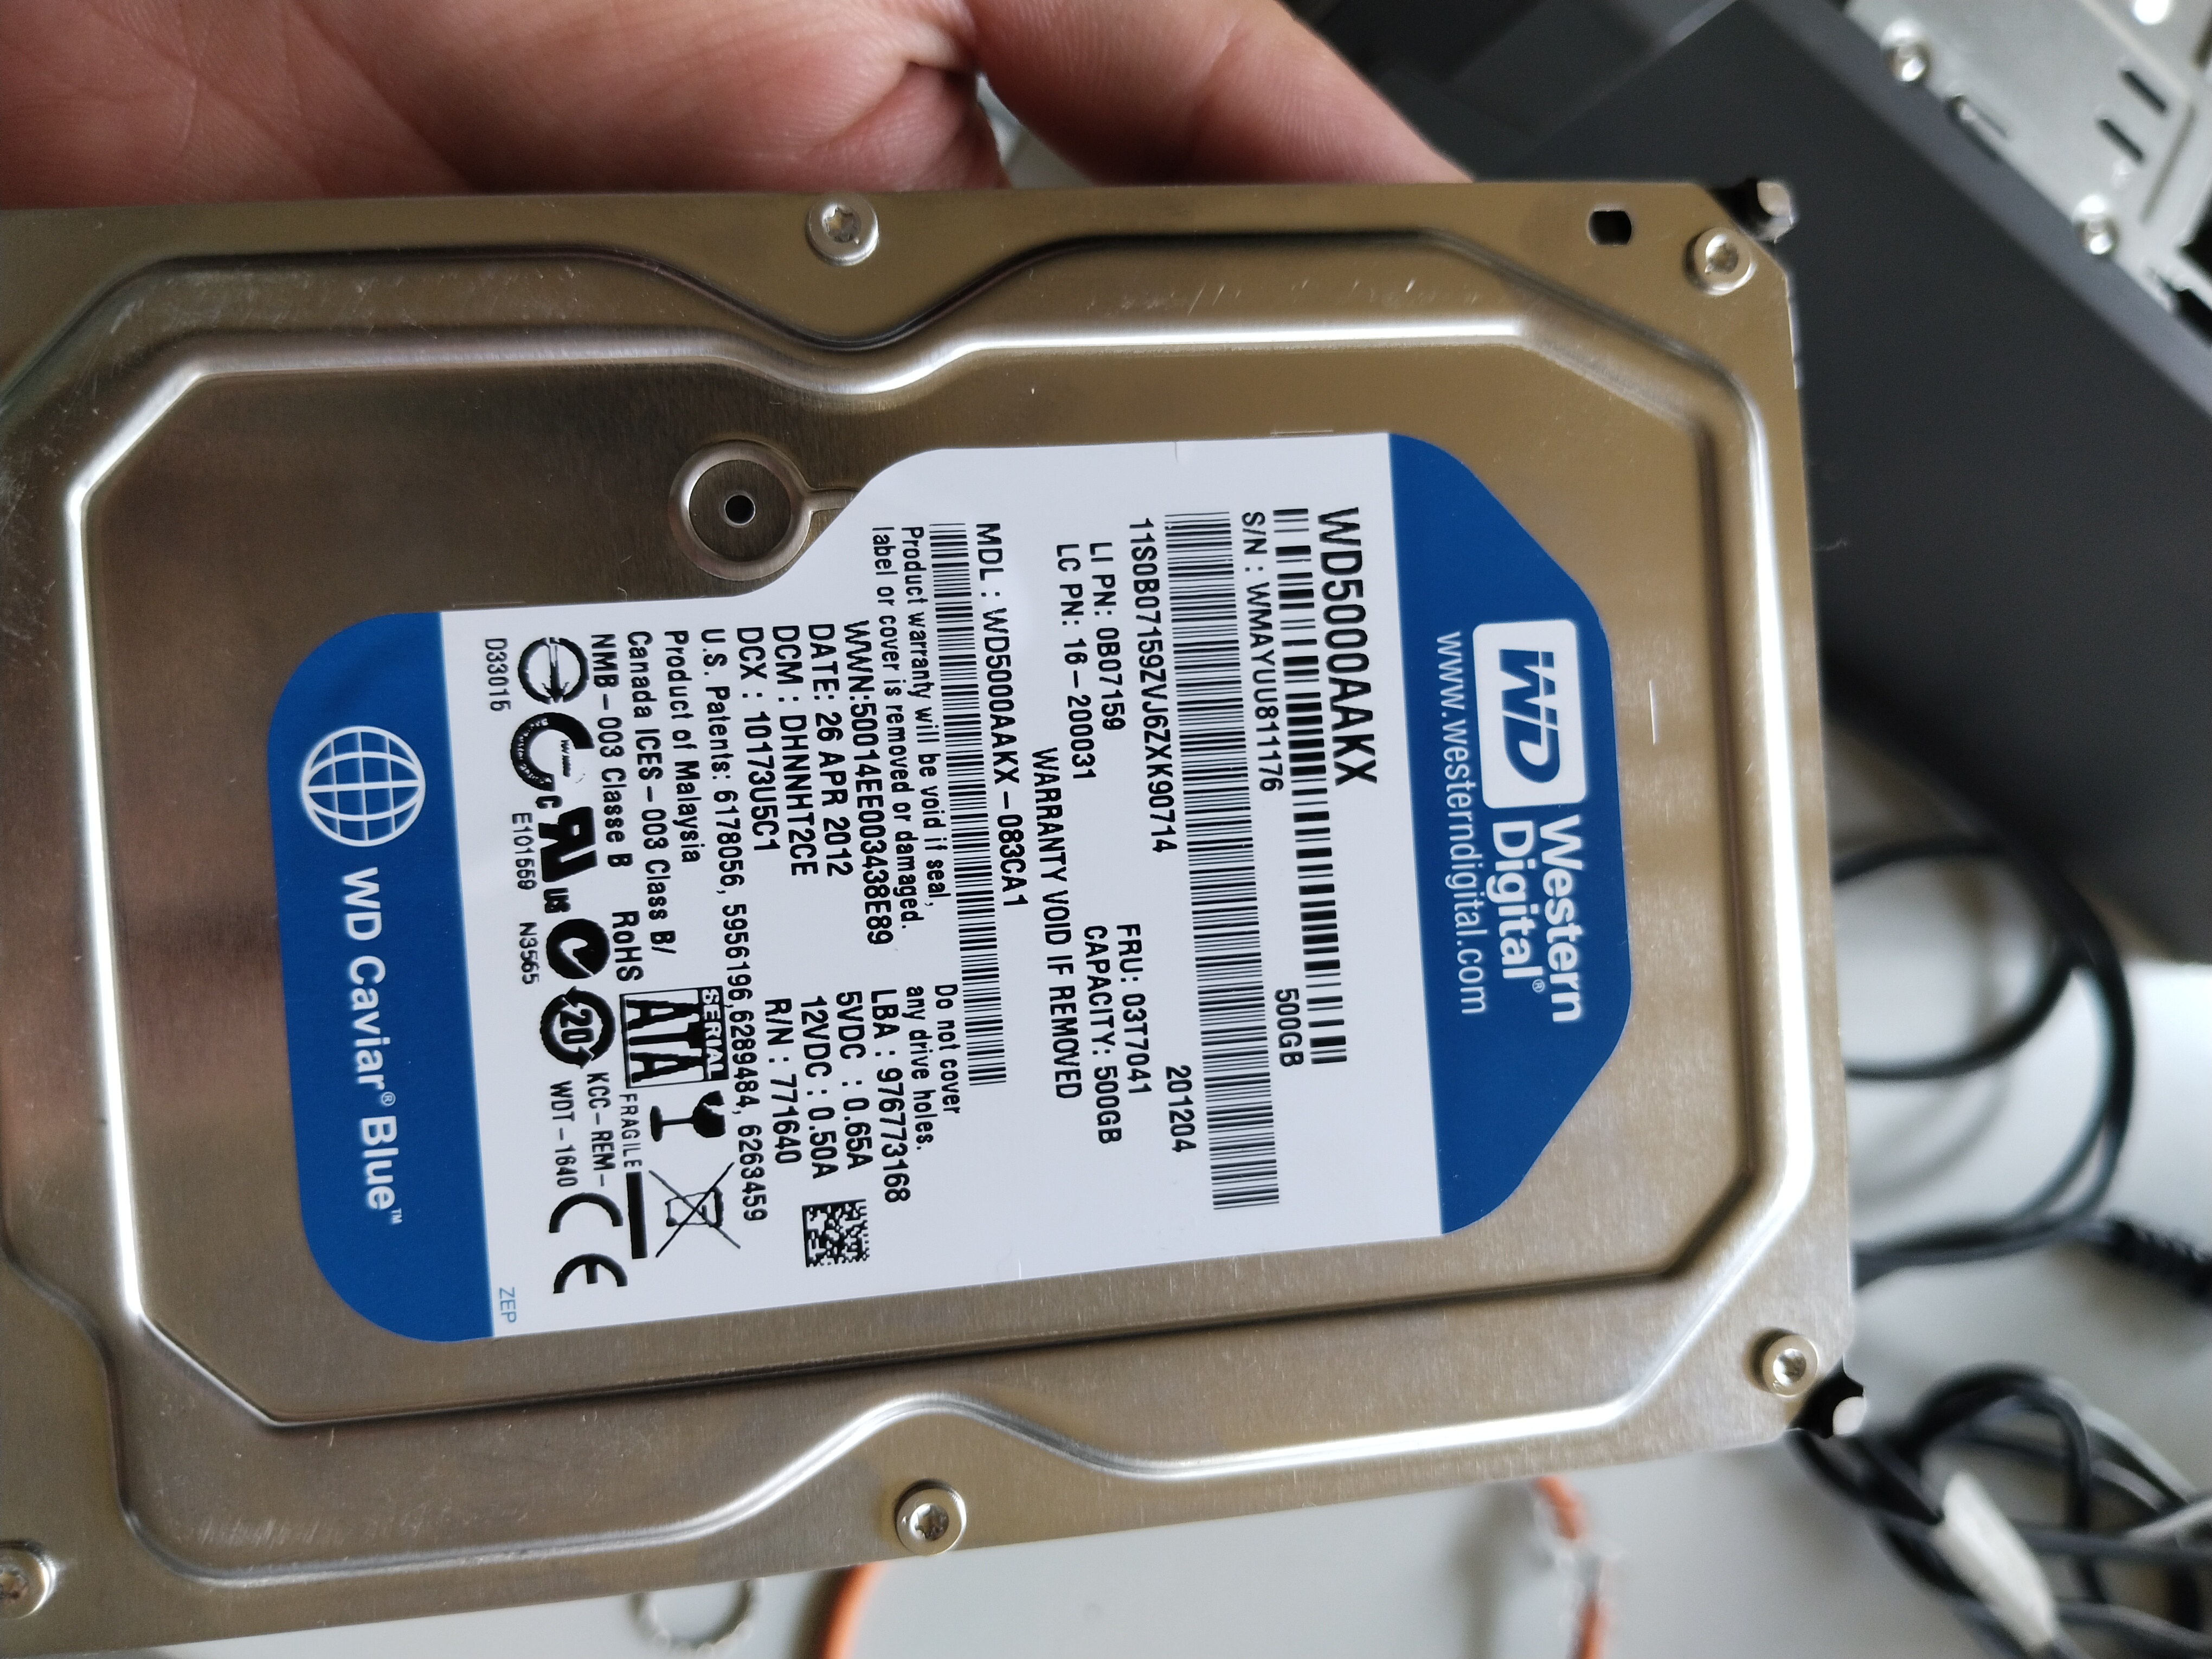 WD Western Digital®
www.westerndigital.com
WD5000AAKX
S/N : WMAYUU811176 500GB
201204
11S0B07159ZVJ6ZXK90714
LI PN: 0B07159 FRU: 03T7041
LC PN: 16-200031 CAPACITY: 500GB
WARRANTY VOID IF REMOVED
MDL : WD5000AAKX-083CA1
Product warranty will be void if seal, Do not cover
label or cover is removed or damaged. any drive holes.
WWN:50014EE003438E89 LBA : 976773168
DATE: 26 APR 2012 5VDC : 0.65A
DCM : DHNNHT2CE 12VDC : 0.50A
DCX : 10173U5C1 R/N : 771640
U.S. Patents: 6178056, 5956196,6289484, 6263459
Product of Malaysia
Canada ICES-003 Class B/
NMB-003 Classe B RoHS
SERIAL ATA
FRAGILE
20
c US
KCC-REM-
WDT-1640
CE
D33015 E101559 N3565
ZEP
WD Caviar® Blue™